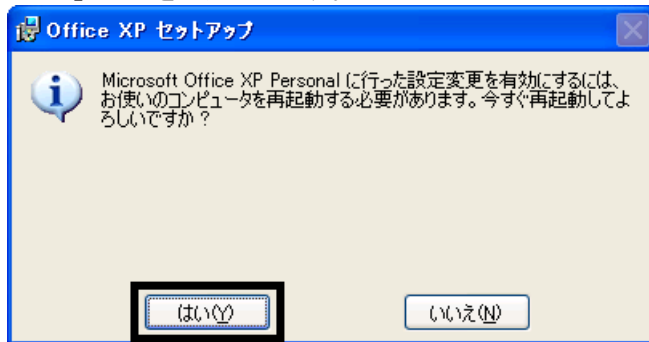 Office XP セットアップ
Microsoft Office XP Personal に行った設定変更を有効にするには、
お使いのコンピュータを再起動する必要があります。今すぐ再起動してよ
ろしいですか？
はい(Y)
いいえ(N)